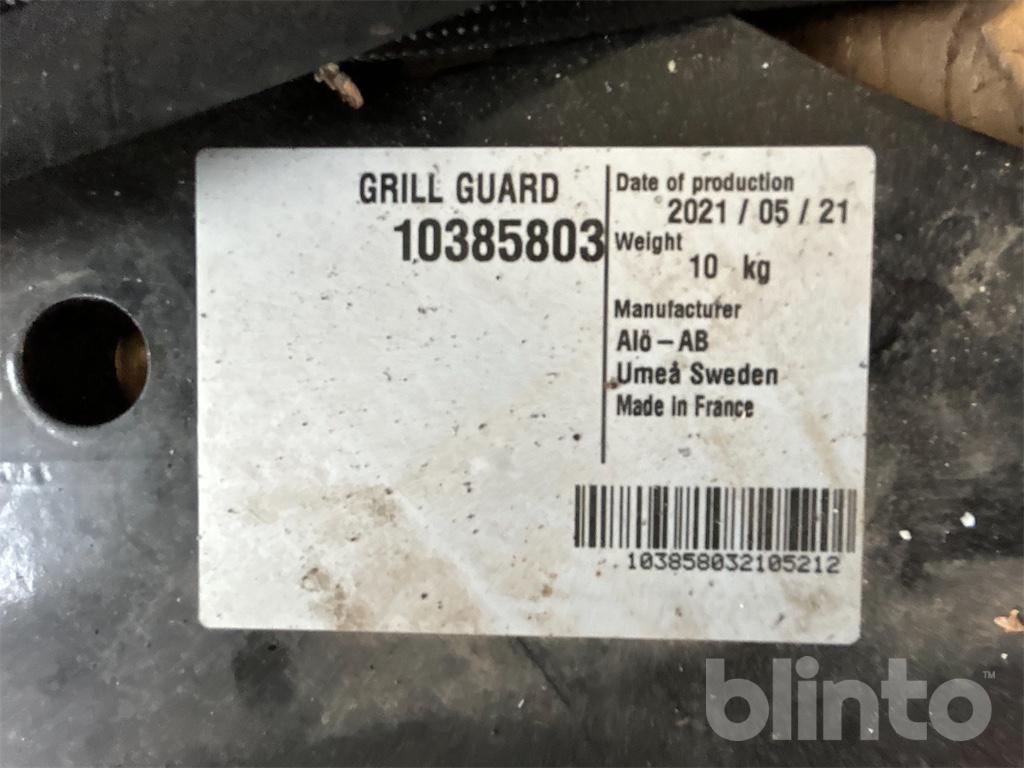 GRILL GUARD
10385803
Date of production
2021 / 05 / 21
Weight
10 kg
Manufacturer
Alö – AB
Umeå Sweden
Made in France
103858032105212
blinto™